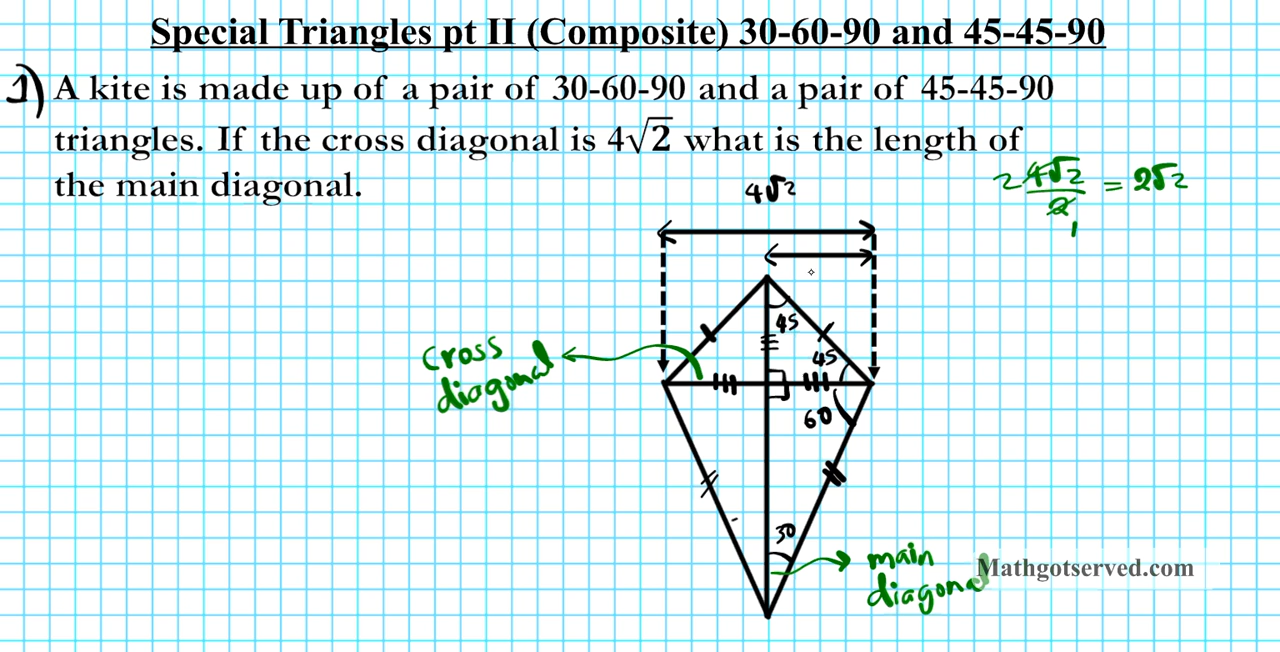 Special Triangles pt II (Composite) 30-60-90 and 45-45-90
1) A kite is made up of a pair of 30-60-90 and a pair of 45-45-90
triangles. If the cross diagonal is 4√2 what is the length of
the main diagonal.
2 4√2 / 2 1 = 2√2
4√2
45
cross
45
diagonal
60
30
main
Mathgotserved.com
diagonal